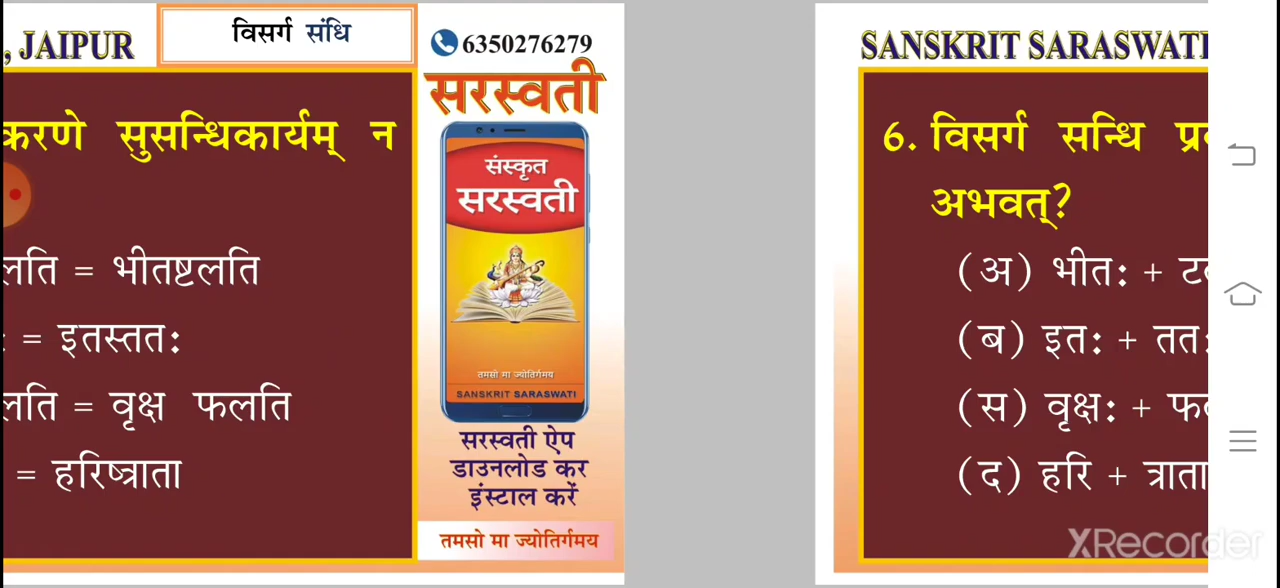 , JAIPUR
विसर्ग संधि
6350276279
सरस्वती
करणे सुसन्धिकार्यम् न
लति = भीतष्टलति
: = इतस्ततः
लति = वृक्ष फलति
= हरिष्त्राता
संस्कृत
सरस्वती
तमसो मा ज्योतिर्गमय
SANSKRIT SARASWATI
सरस्वती ऐप
डाउनलोड कर
इंस्टाल करें
तमसो मा ज्योतिर्गमय
SANSKRIT SARASWATI
6. विसर्ग सन्धि प्र
अभवत्?
(अ) भीतः + ट
(ब) इतः + तत:
(स) वृक्षः + फ
(द) हरि + त्राता
XRecorder